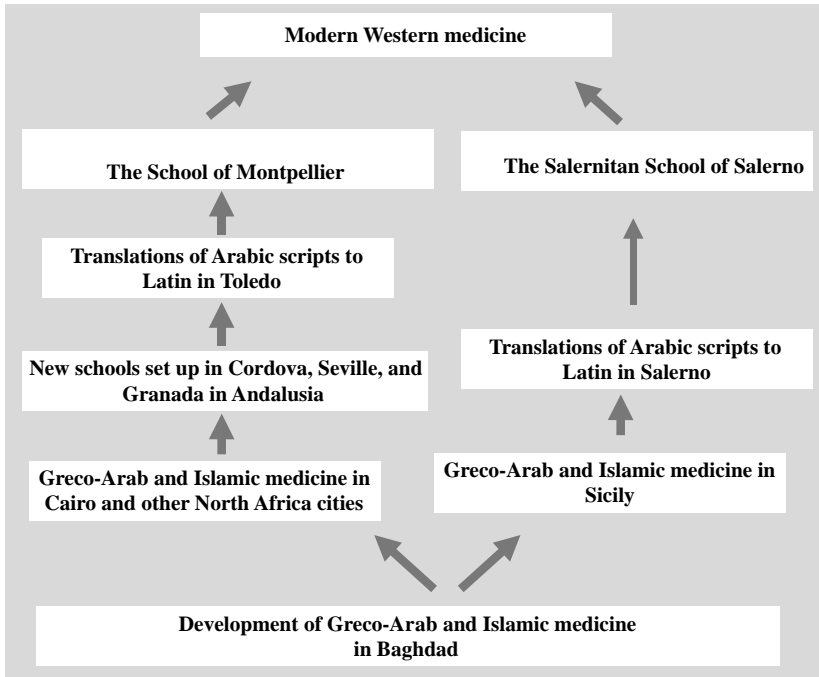 Modern Western medicine
The School of Montpellier
The Salernitan School of Salerno
Translations of Arabic scripts to
Latin in Toledo
New schools set up in Cordova, Seville, and
Granada in Andalusia
Translations of Arabic scripts to
Latin in Salerno
Greco-Arab and Islamic medicine in
Cairo and other North Africa cities
Greco-Arab and Islamic medicine in
Sicily
Development of Greco-Arab and Islamic medicine
in Baghdad